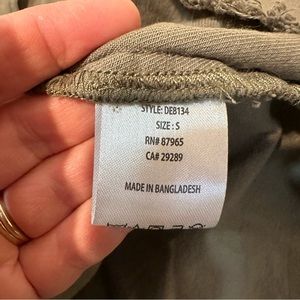 STYLE: DE8134
SIZE : S
RN# 87965
CA# 29289
MADE IN BANGLADESH